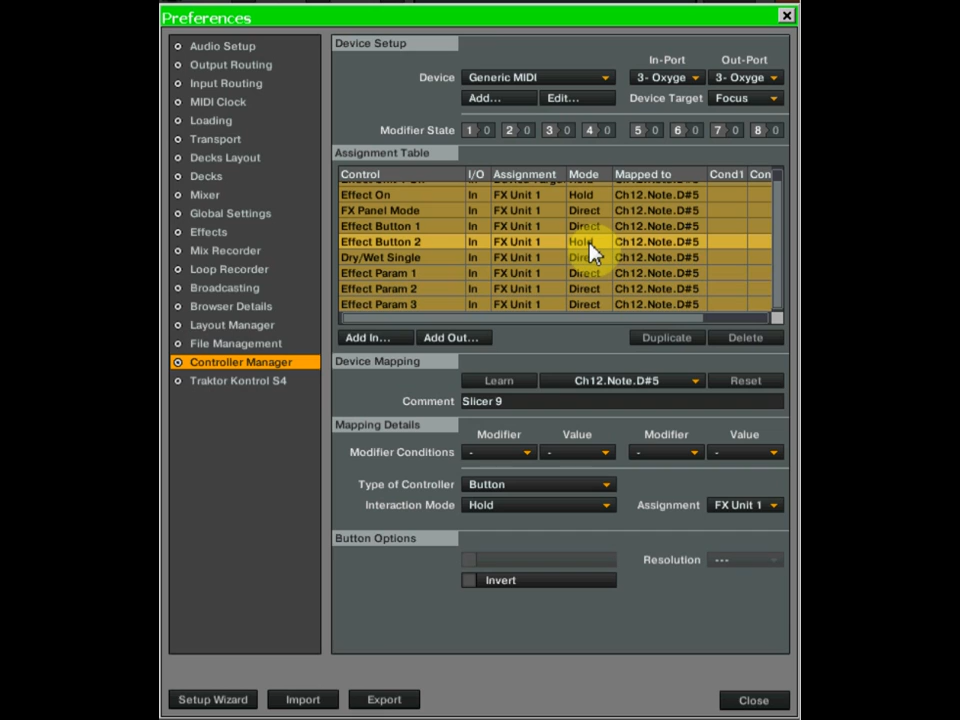 Preferences
Audio Setup
Output Routing
Input Routing
MIDI Clock
Loading
Transport
Decks Layout
Decks
Mixer
Global Settings
Effects
Mix Recorder
Loop Recorder
Broadcasting
Browser Details
Layout Manager
File Management
Controller Manager
Traktor Kontrol S4
Device Setup
In-Port Out-Port
Device Generic MIDI 3- Oxyge 3- Oxyge
Add... Edit... Device Target Focus
Modifier State 1 0 2 0 3 0 4 0 5 0 6 0 7 0 8 0
Assignment Table
Control I/O Assignment Mode Mapped to Cond1 Con
Effect On In FX Unit 1 Hold Ch12.Note.D#5
FX Panel Mode In FX Unit 1 Direct Ch12.Note.D#5
Effect Button 1 In FX Unit 1 Direct Ch12.Note.D#5
Effect Button 2 In FX Unit 1 Hold Ch12.Note.D#5
Dry/Wet Single In FX Unit 1 Direct Ch12.Note.D#5
Effect Param 1 In FX Unit 1 Direct Ch12.Note.D#5
Effect Param 2 In FX Unit 1 Direct Ch12.Note.D#5
Effect Param 3 In FX Unit 1 Direct Ch12.Note.D#5
Add In... Add Out... Duplicate Delete
Device Mapping
Learn Ch12.Note.D#5 Reset
Comment Slicer 9
Mapping Details
Modifier Value Modifier Value
Modifier Conditions - - - -
Type of Controller Button
Interaction Mode Hold Assignment FX Unit 1
Button Options
Resolution ---
Invert
Setup Wizard Import Export Close